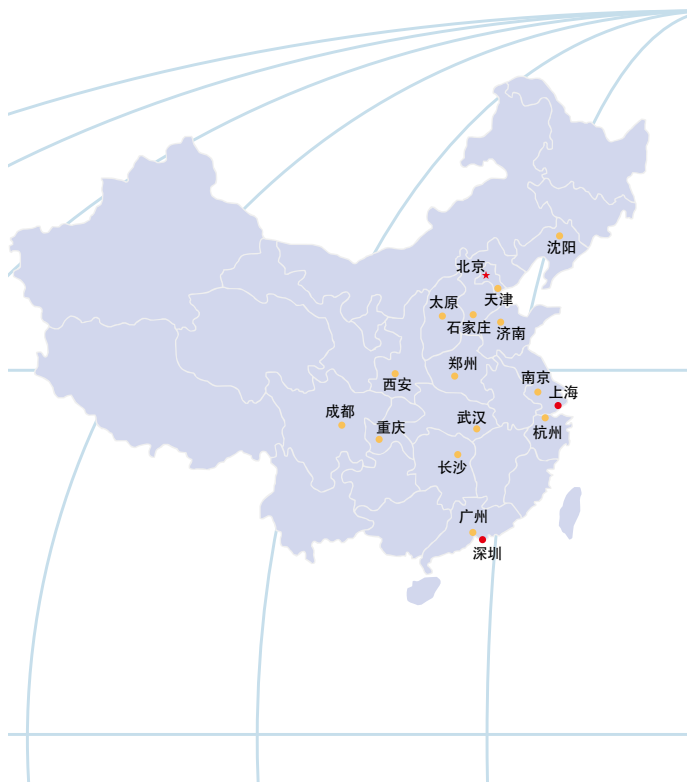 沈阳
北京
天津
太原
石家庄
济南
郑州
西安
南京
上海
成都
武汉
重庆
杭州
长沙
广州
深圳